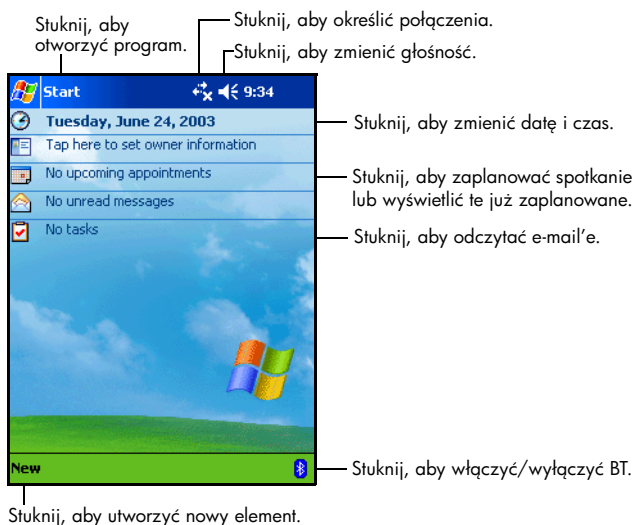 Stuknij, aby
otworzyć program.
Stuknij, aby określić połączenia.
Stuknij, aby zmienić głośność.
Start 9:34
Tuesday, June 24, 2003
Stuknij, aby zmienić datę i czas.
Tap here to set owner information
No upcoming appointments
Stuknij, aby zaplanować spotkanie
lub wyświetlić te już zaplanowane.
No unread messages
No tasks
Stuknij, aby odczytać e-mail'e.
New
Stuknij, aby włączyć/wyłączyć BT.
Stuknij, aby utworzyć nowy element.